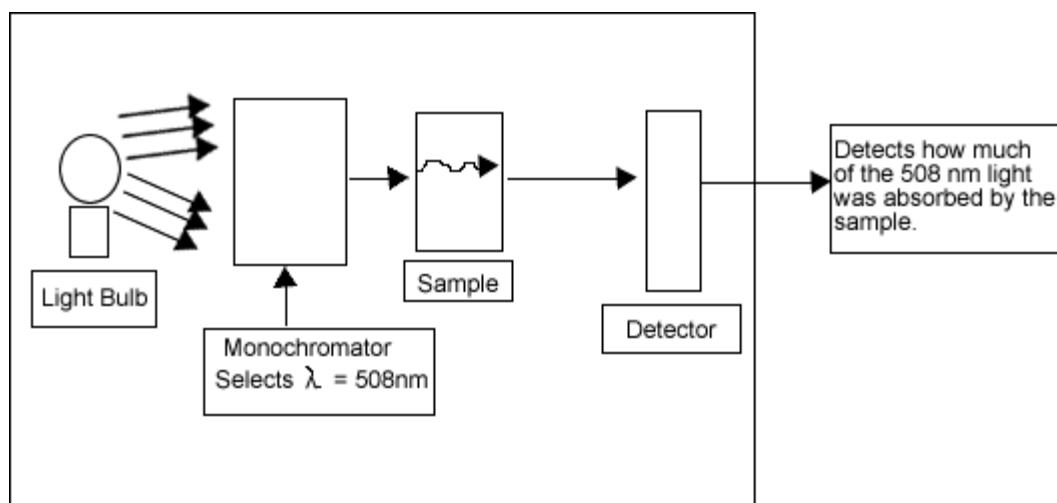 Light Bulb
Monochromator
Selects λ = 508nm
Sample
Detector
Detects how much
of the 508 nm light
was absorbed by the
sample.